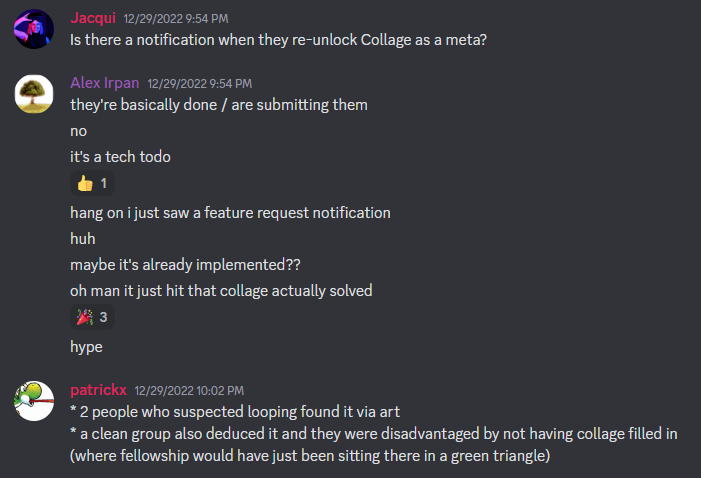 Jacqui 12/29/2022 9:54 PM
Is there a notification when they re-unlock Collage as a meta?
Alex Irpan 12/29/2022 9:54 PM
they're basically done / are submitting them
no
it's a tech todo
1
hang on i just saw a feature request notification
huh
maybe it's already implemented??
oh man it just hit that collage actually solved
3
hype
patrickx 12/29/2022 10:02 PM
* 2 people who suspected looping found it via art
* a clean group also deduced it and they were disadvantaged by not having collage filled in
(where fellowship would have just been sitting there in a green triangle)